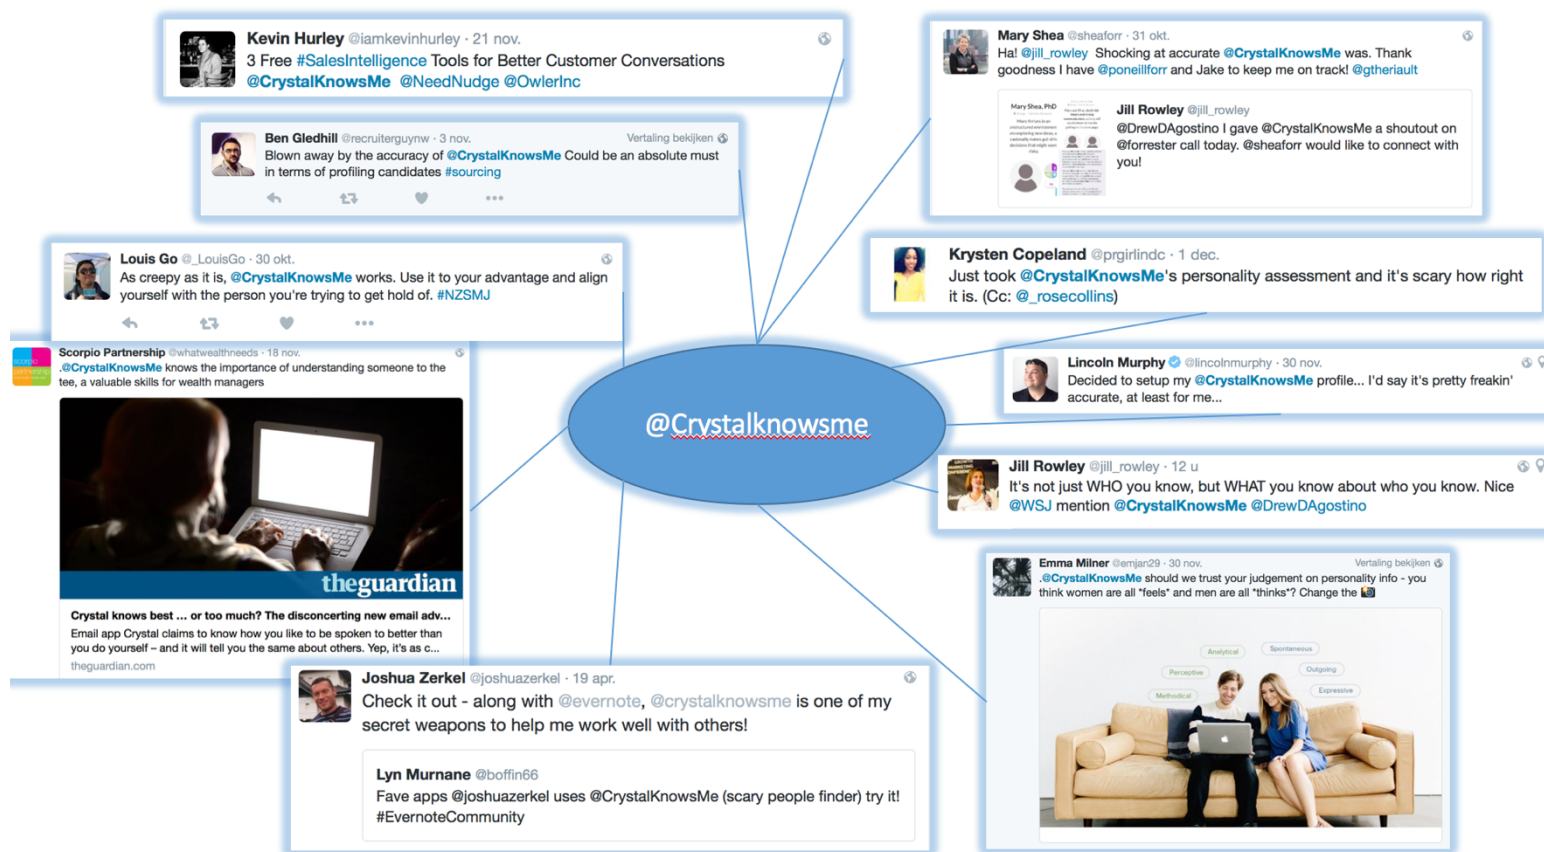 Kevin Hurley @iamkevinhurley · 21 nov.
3 Free #SalesIntelligence Tools for Better Customer Conversations
@CrystalKnowsMe @NeedNudge @OwlerInc
Mary Shea @sheaforr · 31 okt.
Ha! @jill_rowley Shocking at accurate @CrystalKnowsMe was. Thank
goodness I have @poneillforr and Jake to keep me on track! @gtheriault
Mary Shea, PhD
Jill Rowley @jill_rowley
@DrewDAgostino I gave @CrystalKnowsMe a shoutout on
@forrester call today. @sheaforr would like to connect with
you!
Ben Gledhill @recruiterguynw · 3 nov.
Vertaling bekijken
Blown away by the accuracy of @CrystalKnowsMe Could be an absolute must
in terms of profiling candidates #sourcing
Louis Go @_LouisGo · 30 okt.
As creepy as it is, @CrystalKnowsMe works. Use it to your advantage and align
yourself with the person you're trying to get hold of. #NZSMJ
Krysten Copeland @prgirlindc · 1 dec.
Just took @CrystalKnowsMe's personality assessment and it's scary how right
it is. (Cc: @_rosecollins)
Scorpio Partnership @whatwealthneeds · 18 nov.
.@CrystalKnowsMe knows the importance of understanding someone to the
tee, a valuable skills for wealth managers
scorpio
partnership
theguardian
Crystal knows best ... or too much? The disconcerting new email adv...
Email app Crystal claims to know how you like to be spoken to better than
you do yourself – and it will tell you the same about others. Yep, it's as c...
theguardian.com
@Crystalknowsme
Lincoln Murphy @lincolnmurphy · 30 nov.
Decided to setup my @CrystalKnowsMe profile... I'd say it's pretty freakin'
accurate, at least for me...
Jill Rowley @jill_rowley · 12 u
It's not just WHO you know, but WHAT you know about who you know. Nice
@WSJ mention @CrystalKnowsMe @DrewDAgostino
Emma Milner @emjan29 · 30 nov.
Vertaling bekijken
.@CrystalKnowsMe should we trust your judgement on personality info - you
think women are all *feels* and men are all *thinks*? Change the
Analytical
Spontaneous
Perceptive
Outgoing
Methodical
Expressive
Joshua Zerkel @joshuazerkel · 19 apr.
Check it out - along with @evernote, @crystalknowsme is one of my
secret weapons to help me work well with others!
Lyn Murnane @boffin66
Fave apps @joshuazerkel uses @CrystalKnowsMe (scary people finder) try it!
#EvernoteCommunity